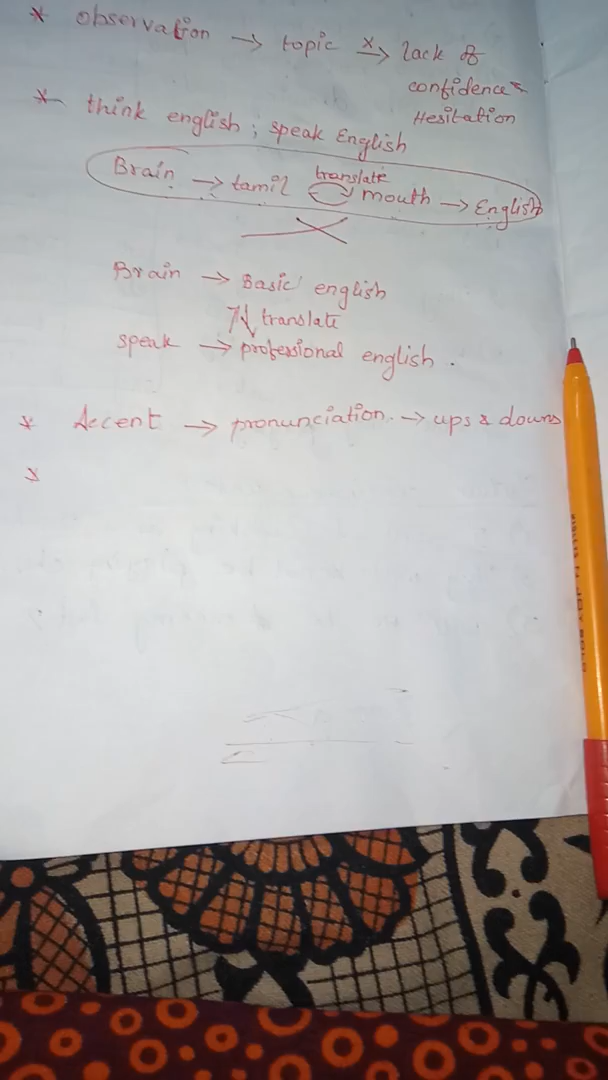 * observation → topic x→ lack of
confidence &
Hesitation
* think english ; speak English
Brain → tamil translate mouth → English
Brain → Basic english
translate
speak → professional english .
* Accent → pronunciation. → ups & downs